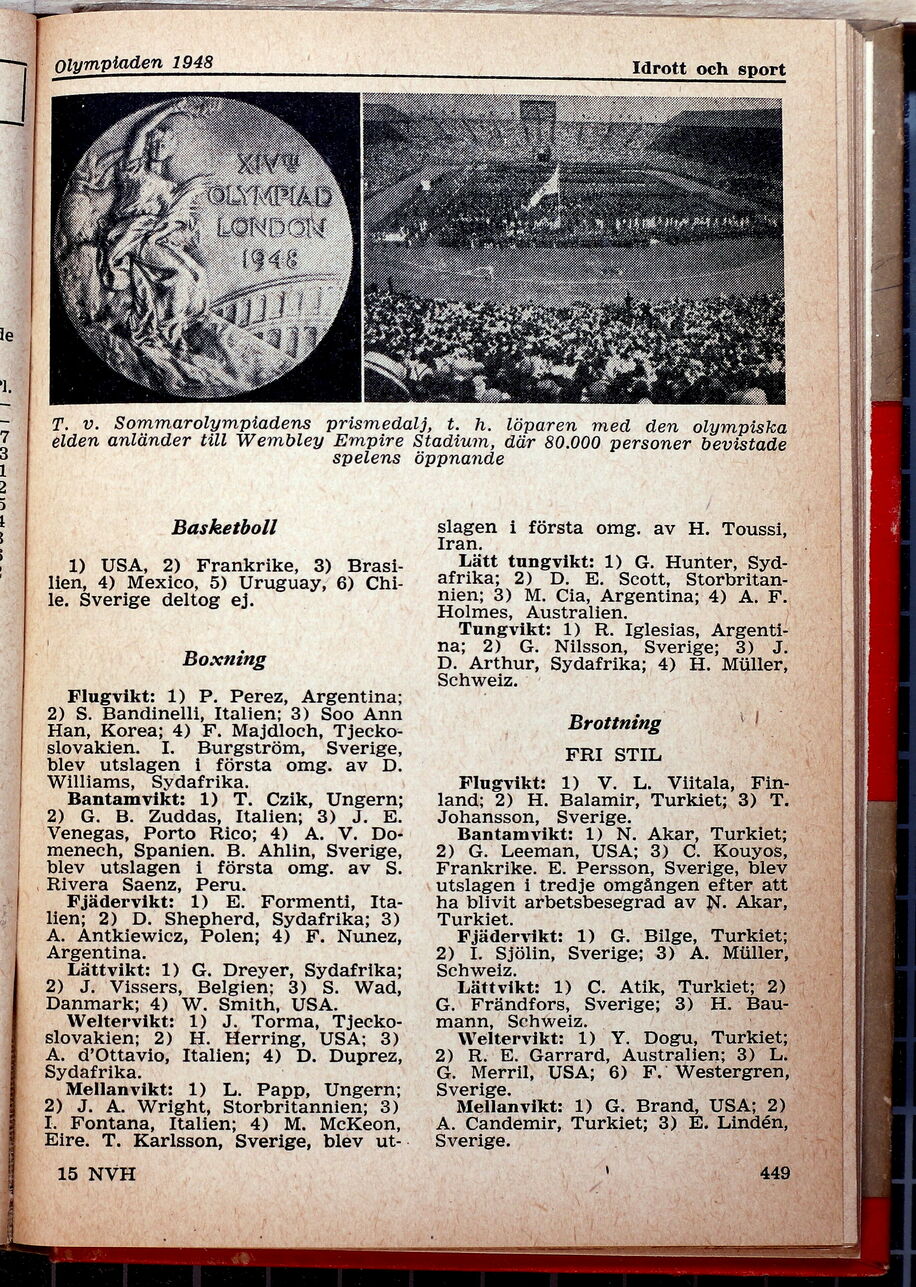 Olympiaden 1948
Idrott och sport
XIVTH
OLYMPIAD
LONDON
1948
T. v. Sommarolympiadens prismedalj, t. h. löparen med den olympiska
elden anländer till Wembley Empire Stadium, där 80.000 personer bevistade
spelens öppnande
Basketboll
1) USA, 2) Frankrike, 3) Brasi-
lien, 4) Mexico, 5) Uruguay, 6) Chi-
le. Sverige deltog ej.
Boxning
Flugvikt: 1) P. Perez, Argentina;
2) S. Bandinelli, Italien; 3) Soo Ann
Han, Korea; 4) F. Majdloch, Tjecko-
slovakien. I. Burgström, Sverige,
blev utslagen i första omg. av D.
Williams, Sydafrika.
Bantamvikt: 1) T. Czik, Ungern;
2) G. B. Zuddas, Italien; 3) J. E.
Venegas, Porto Rico; 4) A. V. Do-
menech, Spanien. B. Ahlin, Sverige,
blev utslagen i första omg. av S.
Rivera Saenz, Peru.
Fjädervikt: 1) E. Formenti, Ita-
lien; 2) D. Shepherd, Sydafrika; 3)
A. Antkiewicz, Polen; 4) F. Nunez,
Argentina.
Lättvikt: 1) G. Dreyer, Sydafrika;
2) J. Vissers, Belgien; 3) S. Wad,
Danmark; 4) W. Smith, USA.
Weltervikt: 1) J. Torma, Tjecko-
slovakien; 2) H. Herring, USA; 3)
A. d'Ottavio, Italien; 4) D. Duprez,
Sydafrika.
Mellanvikt: 1) L. Papp, Ungern;
2) J. A. Wright, Storbritannien; 3)
I. Fontana, Italien; 4) M. McKeon,
Eire. T. Karlsson, Sverige, blev ut-
slagen i första omg. av H. Toussi,
Iran.
Lätt tungvikt: 1) G. Hunter, Syd-
afrika; 2) D. E. Scott, Storbritan-
nien; 3) M. Cia, Argentina; 4) A. F.
Holmes, Australien.
Tungvikt: 1) R. Iglesias, Argenti-
na; 2) G. Nilsson, Sverige; 3) J.
D. Arthur, Sydafrika; 4) H. Müller,
Schweiz.
Brottning
FRI STIL
Flugvikt: 1) V. L. Viitala, Fin-
land; 2) H. Balamir, Turkiet; 3) T.
Johansson, Sverige.
Bantamvikt: 1) N. Akar, Turkiet;
2) G. Leeman, USA; 3) C. Kouyos,
Frankrike. E. Persson, Sverige, blev
utslagen i tredje omgången efter att
ha blivit arbetsbesegrad av N. Akar,
Turkiet.
Fjädervikt: 1) G. Bilge, Turkiet;
2) I. Sjölin, Sverige; 3) A. Müller,
Schweiz.
Lättvikt: 1) C. Atik, Turkiet; 2)
G. Frändfors, Sverige; 3) H. Bau-
mann, Schweiz.
Weltervikt: 1) Y. Dogu, Turkiet;
2) R. E. Garrard, Australien; 3) L.
G. Merril, USA; 6) F. Westergren,
Sverige.
Mellanvikt: 1) G. Brand, USA; 2)
A. Candemir, Turkiet; 3) E. Lindén,
Sverige.
15 NVH
449